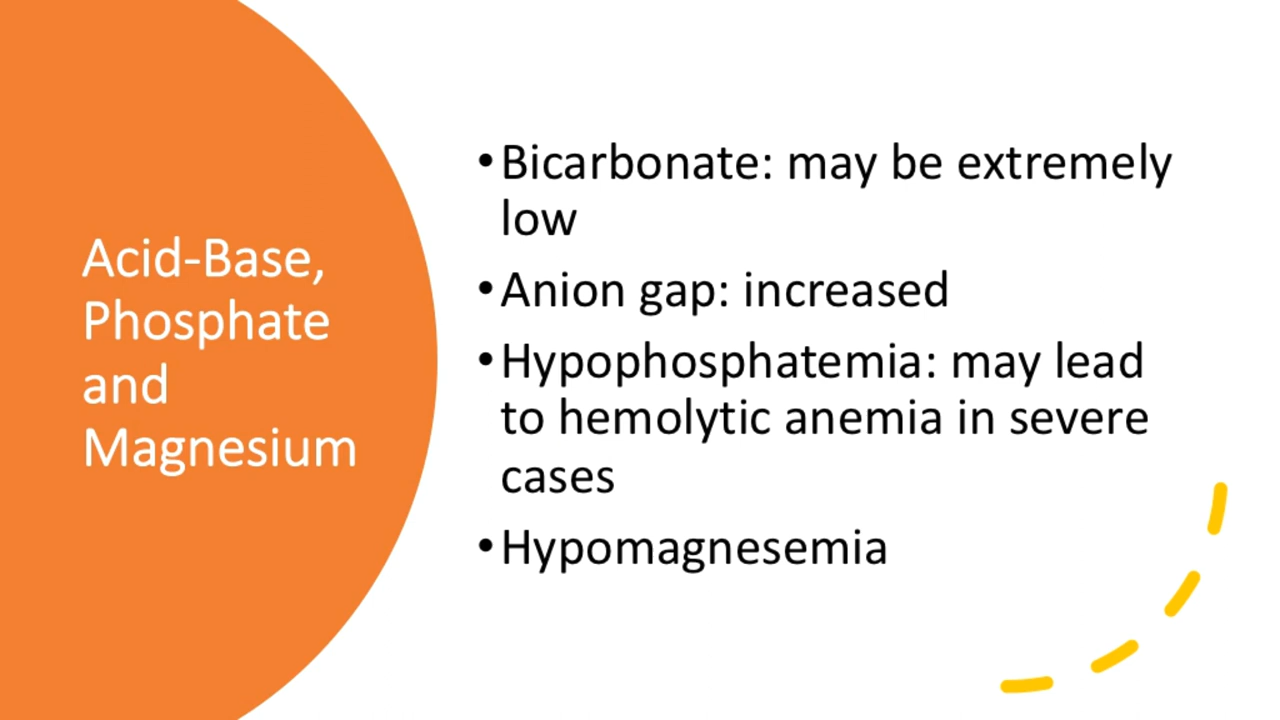 Acid-Base,
Phosphate
and
Magnesium
•Bicarbonate: may be extremely
low
•Anion gap: increased
•Hypophosphatemia: may lead
to hemolytic anemia in severe
cases
•Hypomagnesemia